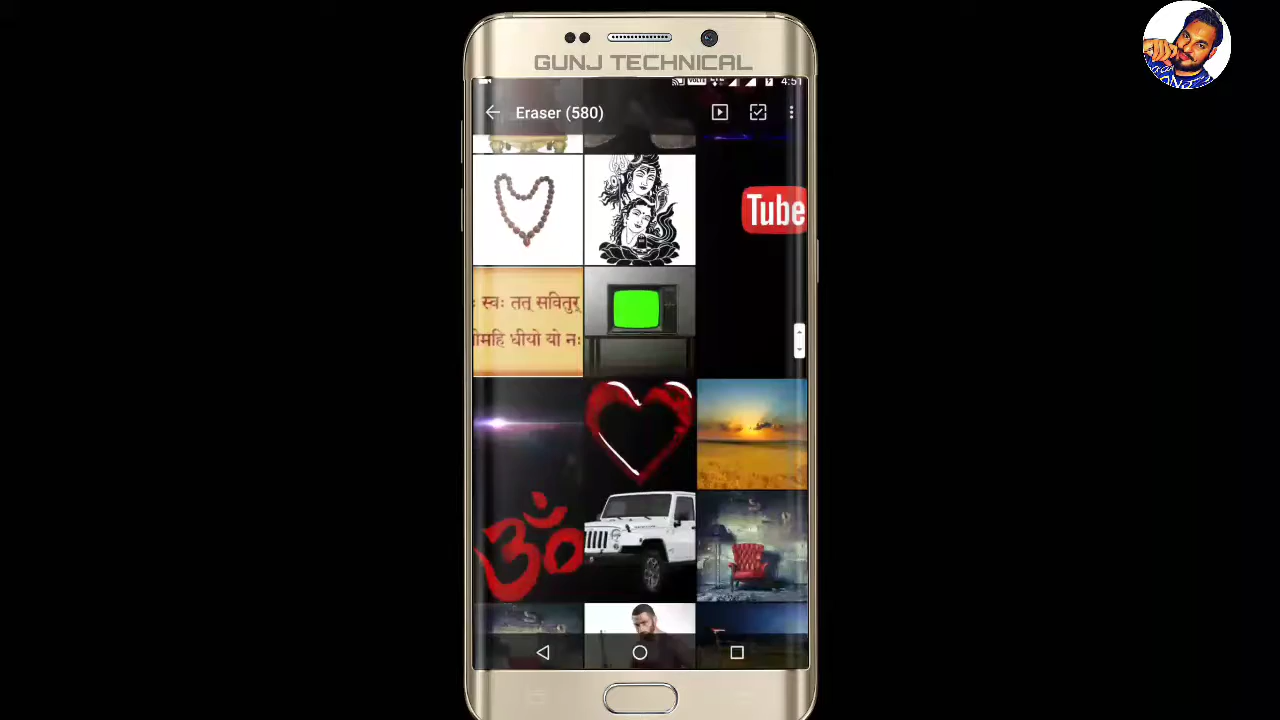 GUNJ TECHNICAL
4:51
Eraser (580)
Tube
स्वः तत् सवितुर्
धीयो यो नः